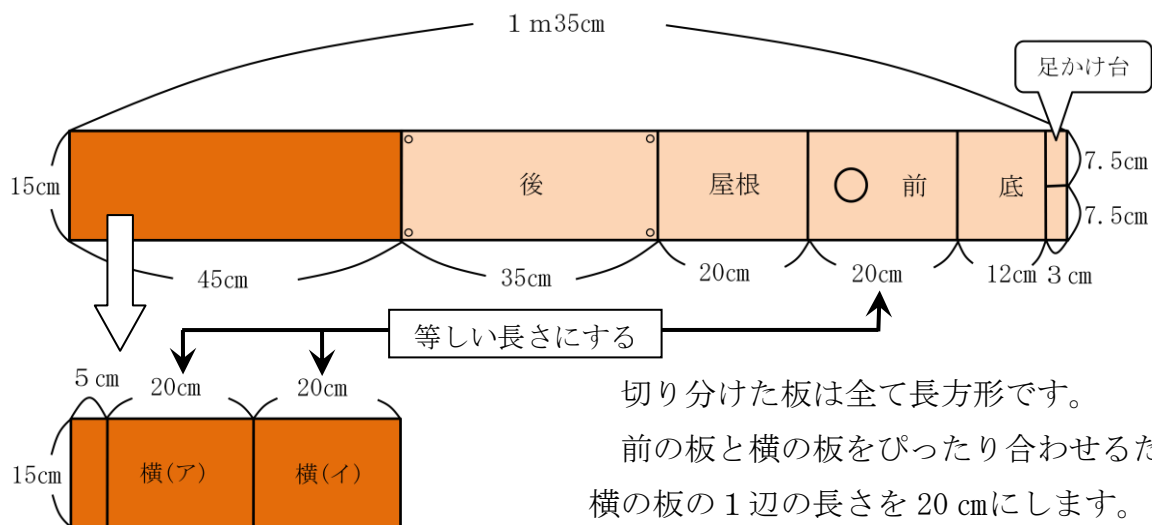 1m35cm
足かけ台
15cm
後
屋根
前
底
7.5cm
7.5cm
45cm
35cm
20cm
20cm
12cm
3cm
等しい長さにする
5cm
20cm
20cm
15cm
横(ア)
横(イ)
切り分けた板は全て長方形です。
前の板と横の板をぴったり合わせるた
横の板の1辺の長さを20cmにします。